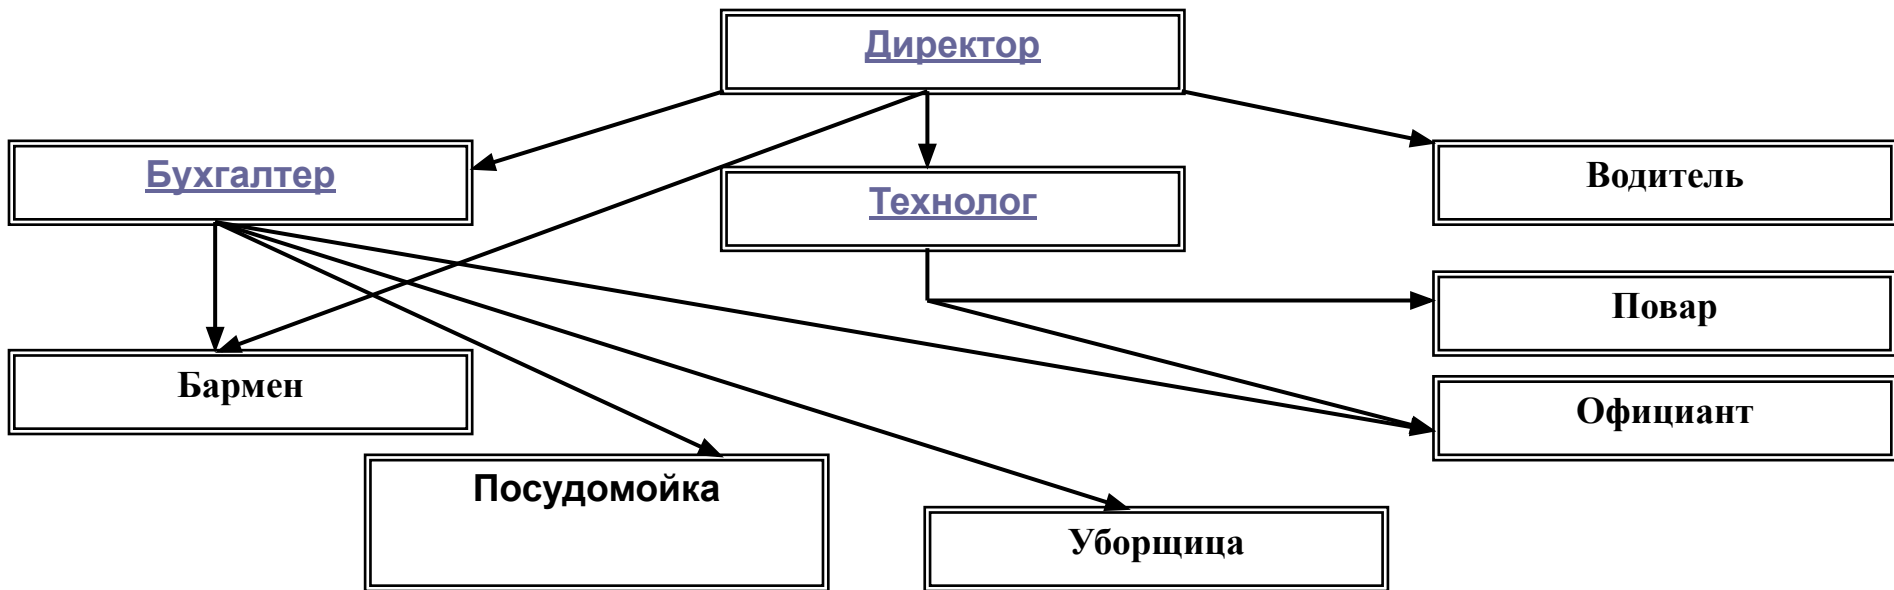 Директор
Бухгалтер
Технолог
Водитель
Повар
Бармен
Официант
Посудомойка
Уборщица